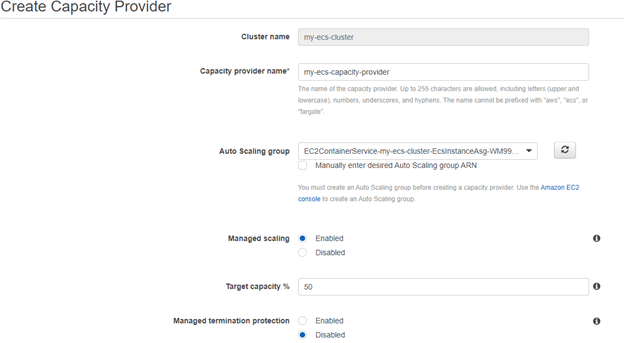 Create Capacity Provider
Cluster name
my-ecs-cluster
Capacity provider name*
my-ecs-capacity-provider
The name of the capacity provider. Up to 255 characters are allowed, including letters (upper and
lowercase), numbers, underscores, and hyphens. The name cannot be prefixed with "aws", "ecs", or
"fargate".
Auto Scaling group
EC2ContainerService-my-ecs-cluster-EcsInstanceAsg-WM99...
Manually enter desired Auto Scaling group ARN
You must create an Auto Scaling group before creating a capacity provider. Use the Amazon EC2
console to create an Auto Scaling group.
Managed scaling
Enabled
Disabled
Target capacity %
50
Managed termination protection
Enabled
Disabled